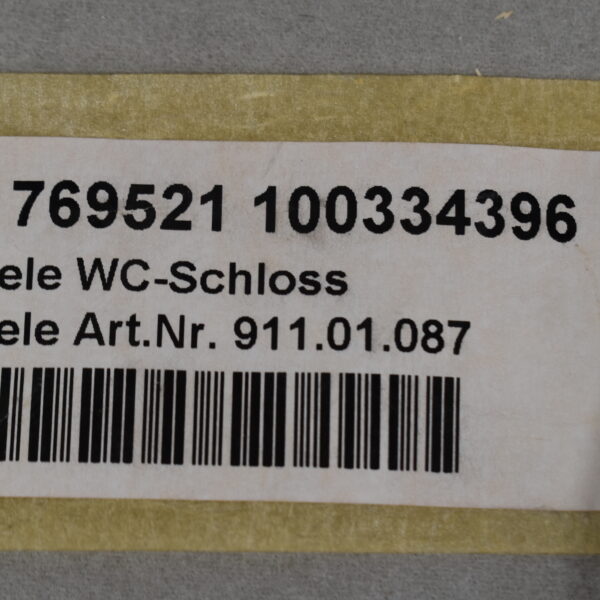 769521 100334396
ele WC-Schloss
ele Art.Nr. 911.01.087